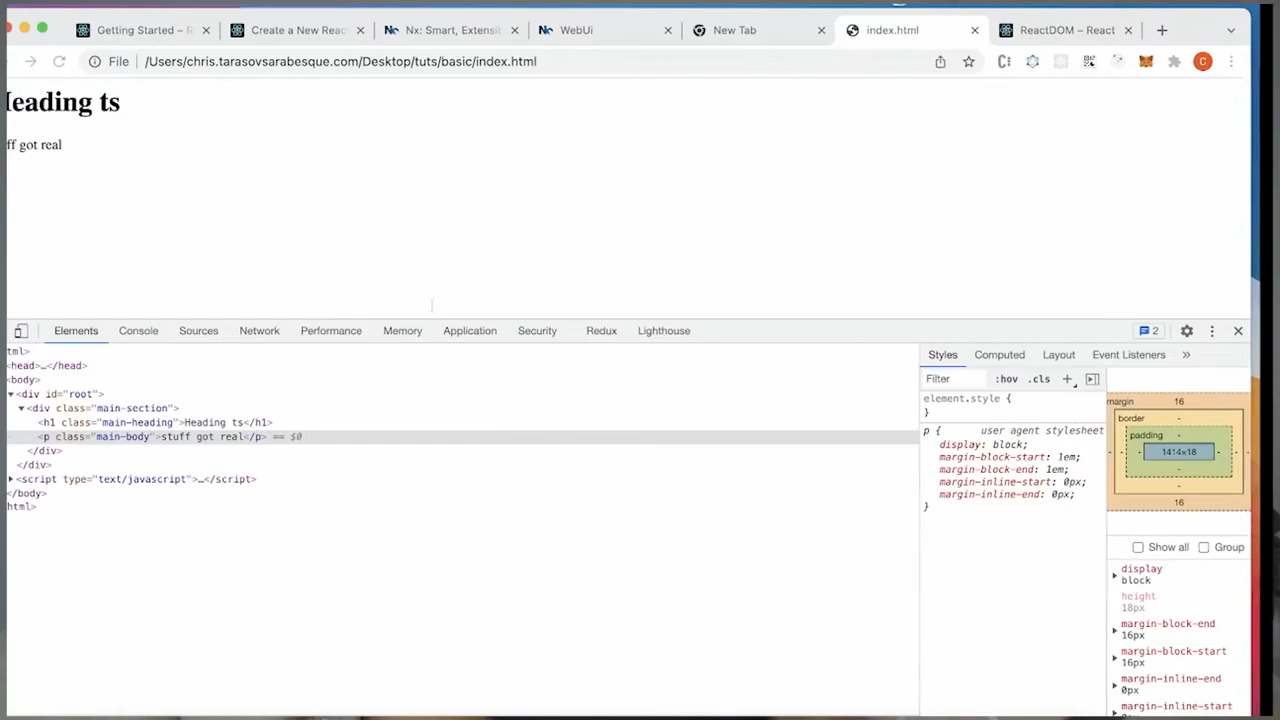 Getting Started – R
Create a New Reac
Nx: Smart, Extensit
WebUi
New Tab
index.html
ReactDOM – React
File
/Users/chris.tarasovsarabesque.com/Desktop/tuts/basic/index.html
C
Heading ts
ff got real
Elements
Console
Sources
Network
Performance
Memory
Application
Security
Redux
Lighthouse
2
tml>
<head>…</head>
<body>
<div id="root">
<div class="main-section">
<h1 class="main-heading">Heading ts</h1>
<p class="main-body">stuff got real</p> == $0
</div>
</div>
<script type="text/javascript">…</script>
</body>
html>
Styles
Computed
Layout
Event Listeners
»
Filter
:hov .cls +
element.style {
}
p { user agent stylesheet
display: block;
margin-block-start: 1em;
margin-block-end: 1em;
margin-inline-start: 0px;
margin-inline-end: 0px;
}
margin 16
border -
padding -
- - - 1414×18 - - -
-
-
16
Show all
Group
display
block
height
18px
margin-block-end
16px
margin-block-start
16px
margin-inline-end
0px
margin-inline-start